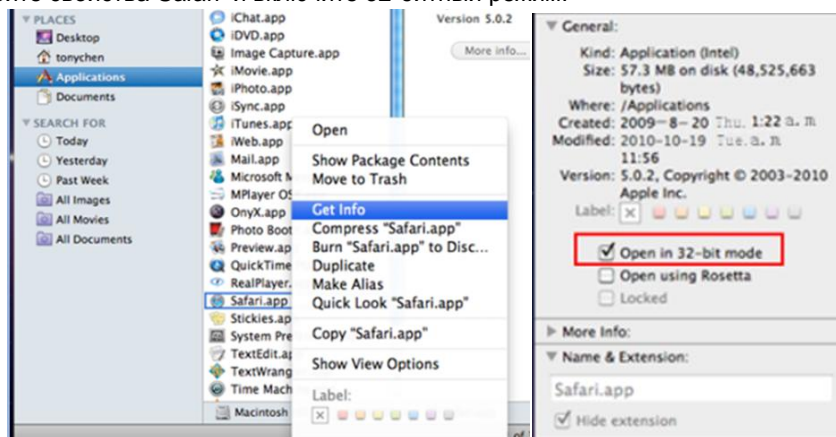 PLACES
Desktop
tonychen
Applications
Documents
SEARCH FOR
Today
Yesterday
Past Week
All Images
All Movies
All Documents
iChat.app
iDVD.app
Image Capture.app
iMovie.app
iPhoto.app
iSync.app
iTunes.app
iWeb.app
Mail.app
Microsoft
MPlayer
OnyX.app
Photo
Preview.app
QuickTime
RealPlayer.
Safari.app
Stickies.ap
System
TextEdit.a
Time
Macintosh
Version 5.0.2
More info...
Open
Show Package Contents
Move to Trash
Get Info
Compress "Safari.app"
Burn "Safari.app" to Disc...
Duplicate
Make Alias
Quick Look "Safari.app"
Copy "Safari.app"
Show View Options
Label:
General:
Kind: Application (Intel)
Size: 57.3 MB on disk (48,525,663
bytes)
Where: /Applications
Created: 2009-8-20 Thu. 1:22 a. m
Modified: 2010-10-19 Tue. a. m
11:56
Version: 5.0.2, Copyright © 2003-2010
Apple Inc.
Label:
Open in 32-bit mode
Open using Rosetta
Locked
More Info:
Name & Extension:
Safari.app
Hide extension